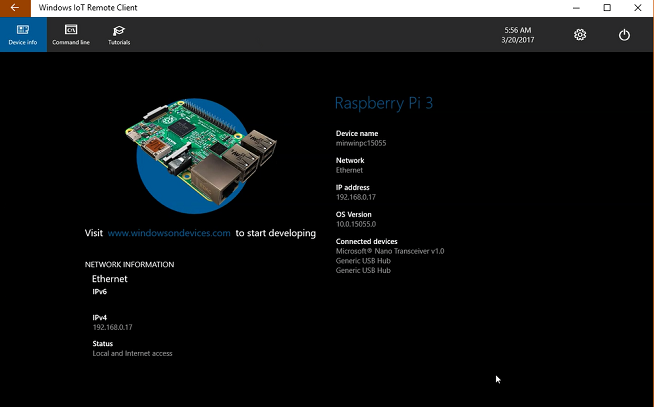 Windows IoT Remote Client
Device info
Command line
Tutorials
5:56 AM
3/20/2017
Raspberry Pi 3
Device name
minwinpc15055
Network
Ethernet
IP address
192.168.0.17
OS Version
10.0.15055.0
Connected devices
Microsoft® Nano Transceiver v1.0
Generic USB Hub
Generic USB Hub
Visit www.windowsondevices.com to start developing
NETWORK INFORMATION
Ethernet
IPv6
IPv4
192.168.0.17
Status
Local and Internet access